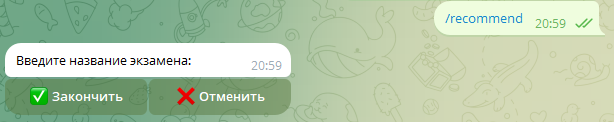 /recommend 20:59
Введите название экзамена: 20:59
Закончить Отменить